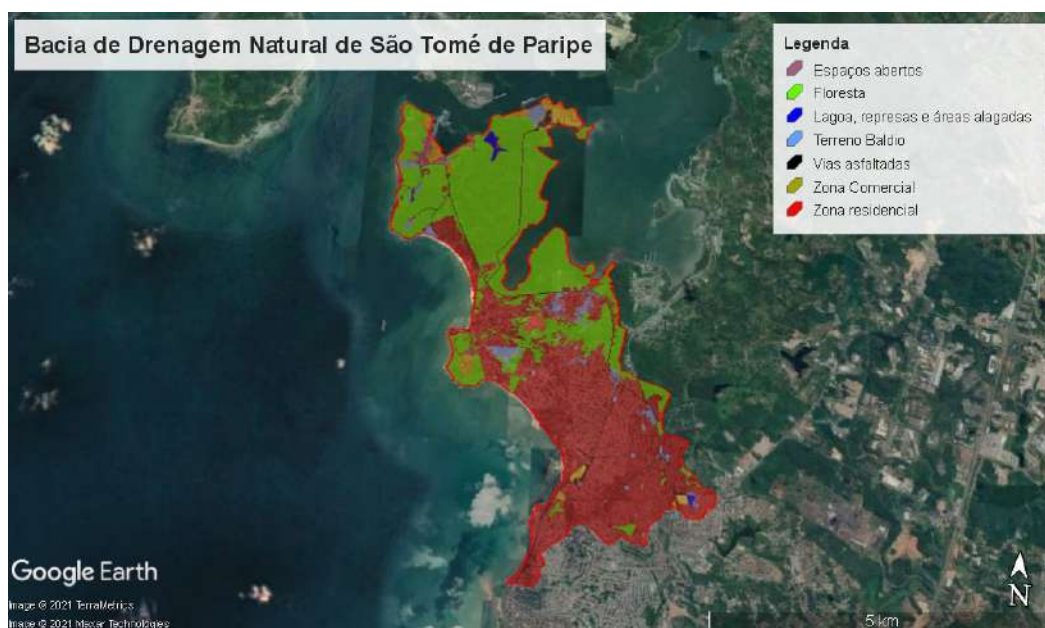 Bacia de Drenagem Natural de São Tomé de Paripe
Legenda
Espaços abertos
Floresta
Lagoa, represas e áreas alagadas
Terreno Baldio
Vias asfaltadas
Zona Comercial
Zona residencial
Google Earth
Image © 2021 TerraMetrics
Image © 2021 Maxar Technologies
N
5 km